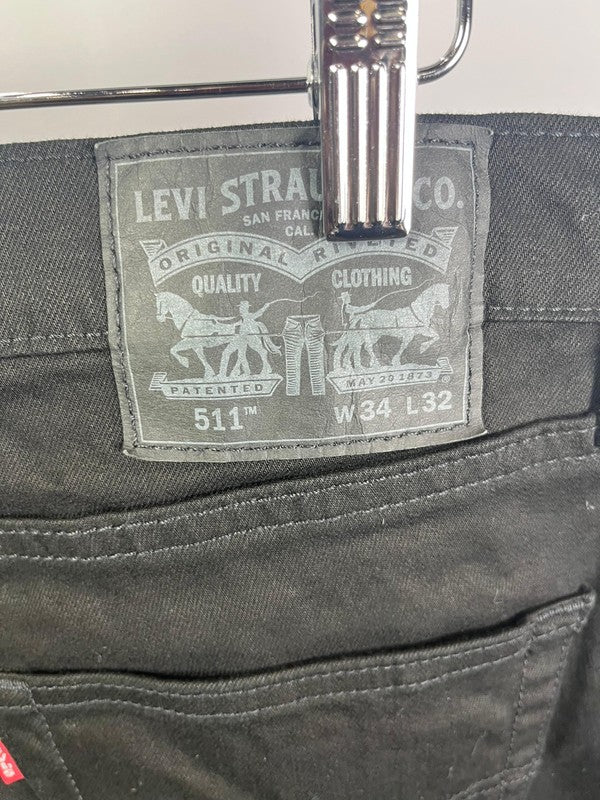 LEVI STRAU CO.
SAN FRANC
CAL.
ORIGINAL RIVETED
QUALITY CLOTHING
PATENTED MAY 20 1873
511™ W34 L32